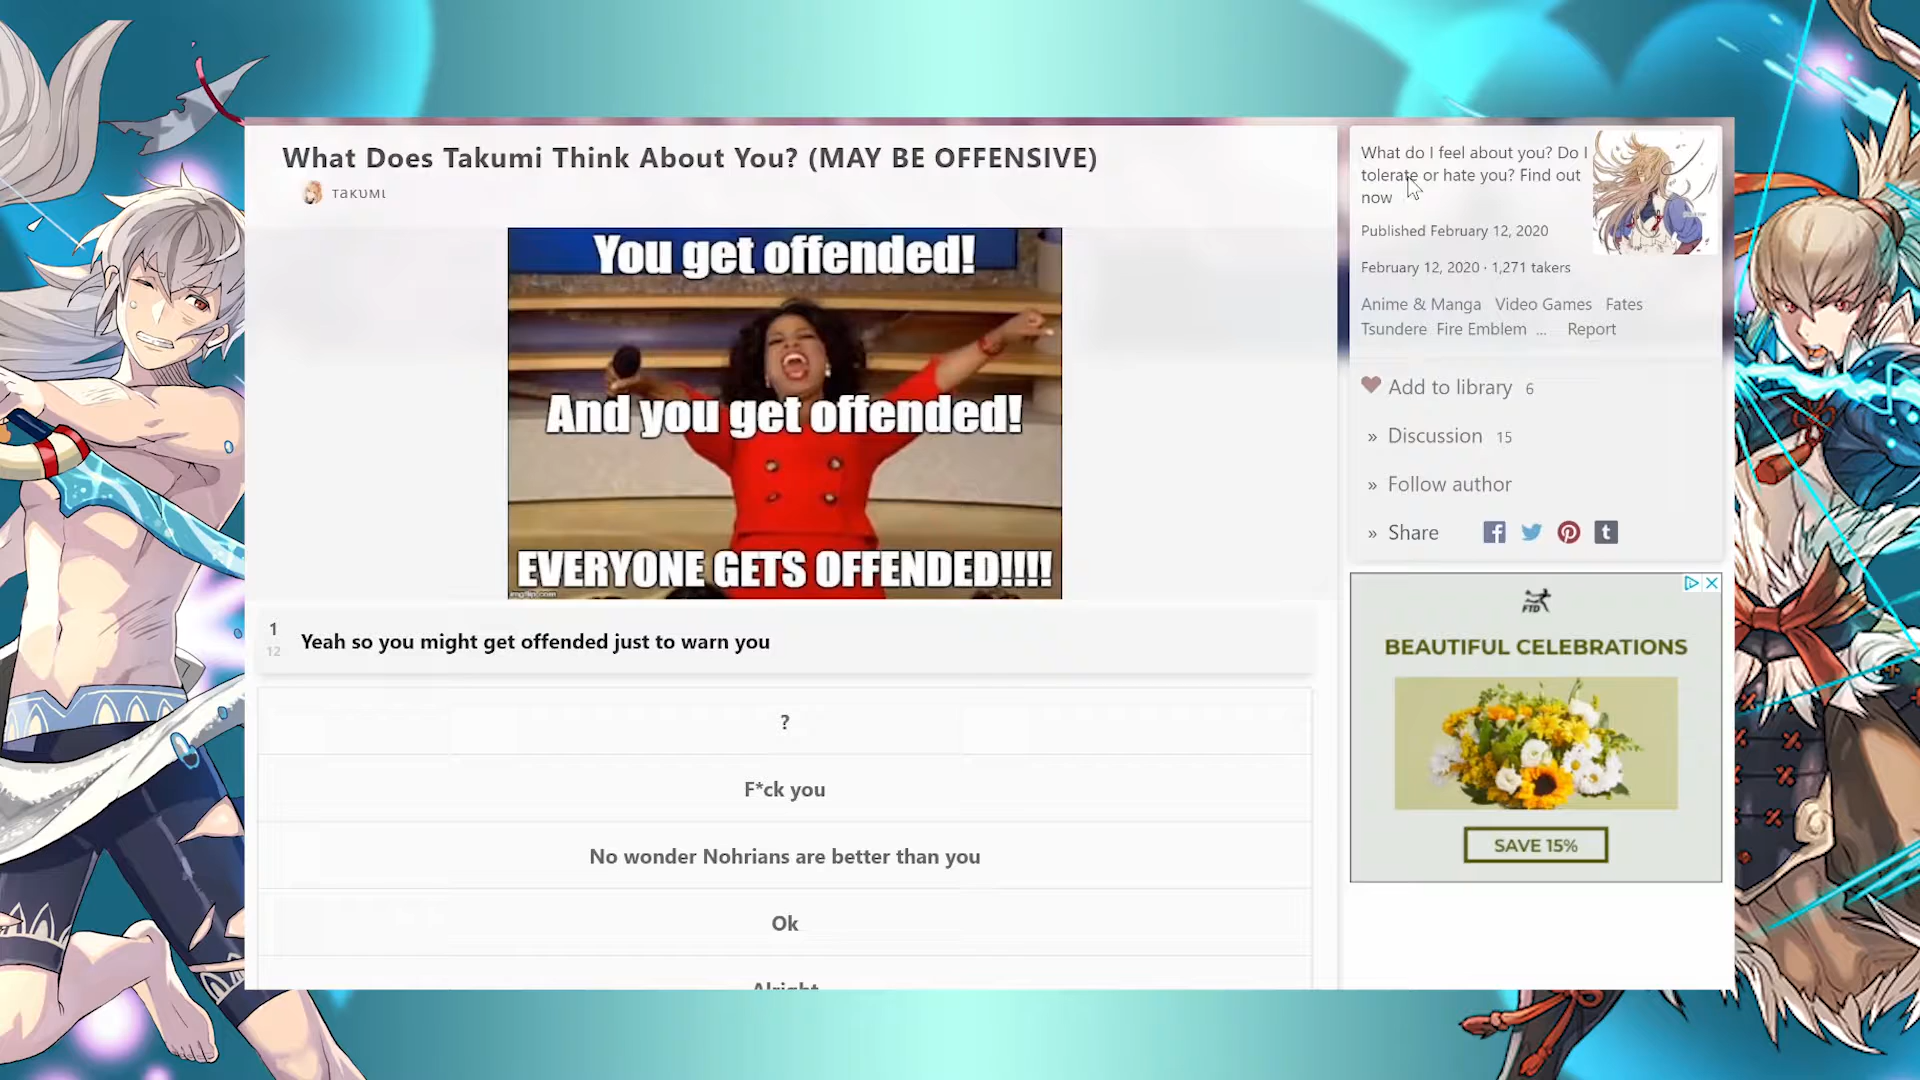 What Does Takumi Think About You? (MAY BE OFFENSIVE)
TaKUMI
You get offended!
And you get offended!
EVERYONE GETS OFFENDED!!!!
imgflip.com
1
12
Yeah so you might get offended just to warn you
?
F*ck you
No wonder Nohrians are better than you
Ok
Alright
What do I feel about you? Do I
tolerate or hate you? Find out
now
Published February 12, 2020
February 12, 2020 · 1,271 takers
Anime & Manga Video Games Fates
Tsundere Fire Emblem ... Report
Add to library 6
» Discussion 15
» Follow author
» Share
FTD
BEAUTIFUL CELEBRATIONS
SAVE 15%